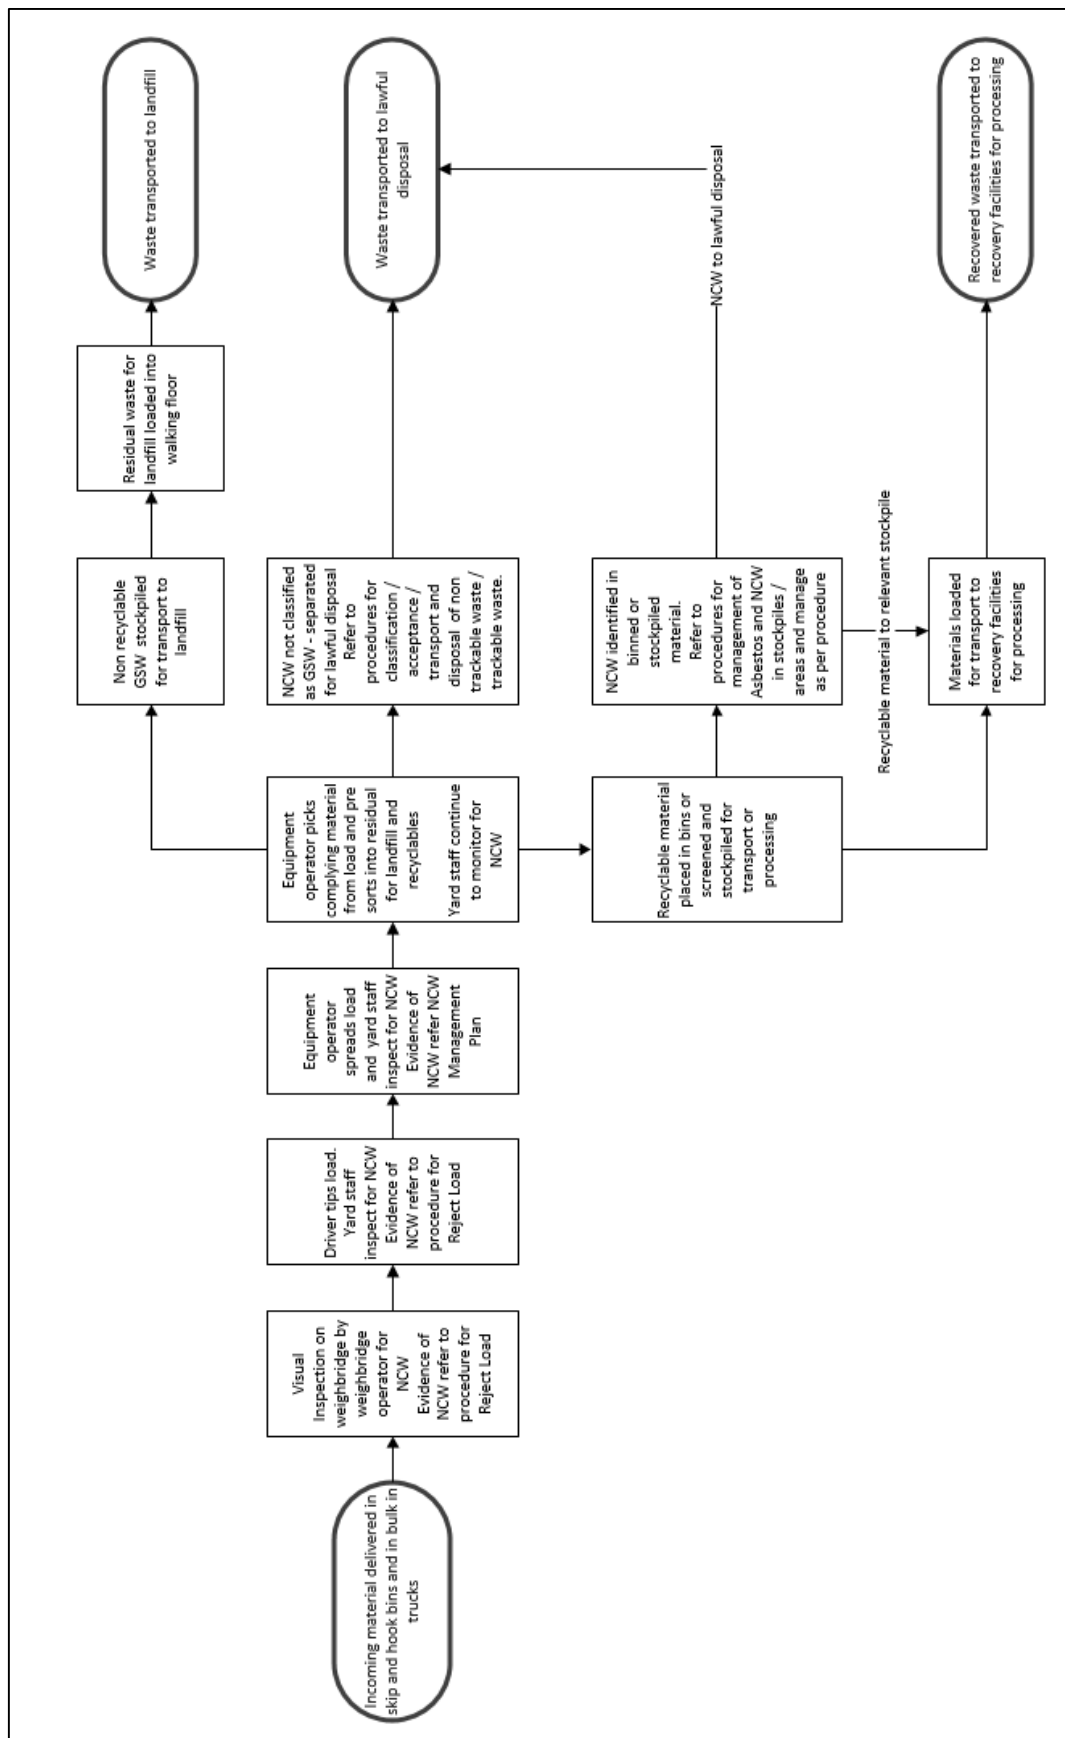 Incoming material delivered in
skip and hook bins and in bulk in
trucks
Visual
Inspection on
weighbridge by
weighbridge
operator for
NCW
Evidence of
NCW refer to
procedure for
Reject Load
Driver tips load.
Yard staff
inspect for NCW
Evidence of
NCW refer to
procedure for
Reject Load
Equipment
operator
spreads load
and yard staff
inspect for NCW
Evidence of
NCW refer NCW
Management
Plan
Equipment
operator picks
complying material
from load and pre
sorts into residual
for landfill and
recyclables
Yard staff continue
to monitor for
NCW
Non recyclable
GSW stockpiled
for transport to
landfill
Residual waste for
landfill loaded into
walking floor
Waste transported to landfill
NCW not classified
as GSW - separated
for lawful disposal
Refer to
procedures for
classification /
acceptance /
transport and
disposal of non
trackable waste /
trackable waste.
Waste transported to lawful
disposal
Recyclable material
placed in bins or
screened and
stockpiled for
transport or
processing
NCW identified in
binned or
stockpiled
material.
Refer to
procedures for
management of
Asbestos and NCW
in stockpiles /
areas and manage
as per procedure
NCW to lawful disposal
Recyclable material to relevant stockpile
Materials loaded
for transport to
recovery facilities
for processing
Recovered waste transported to
recovery facilities for processing